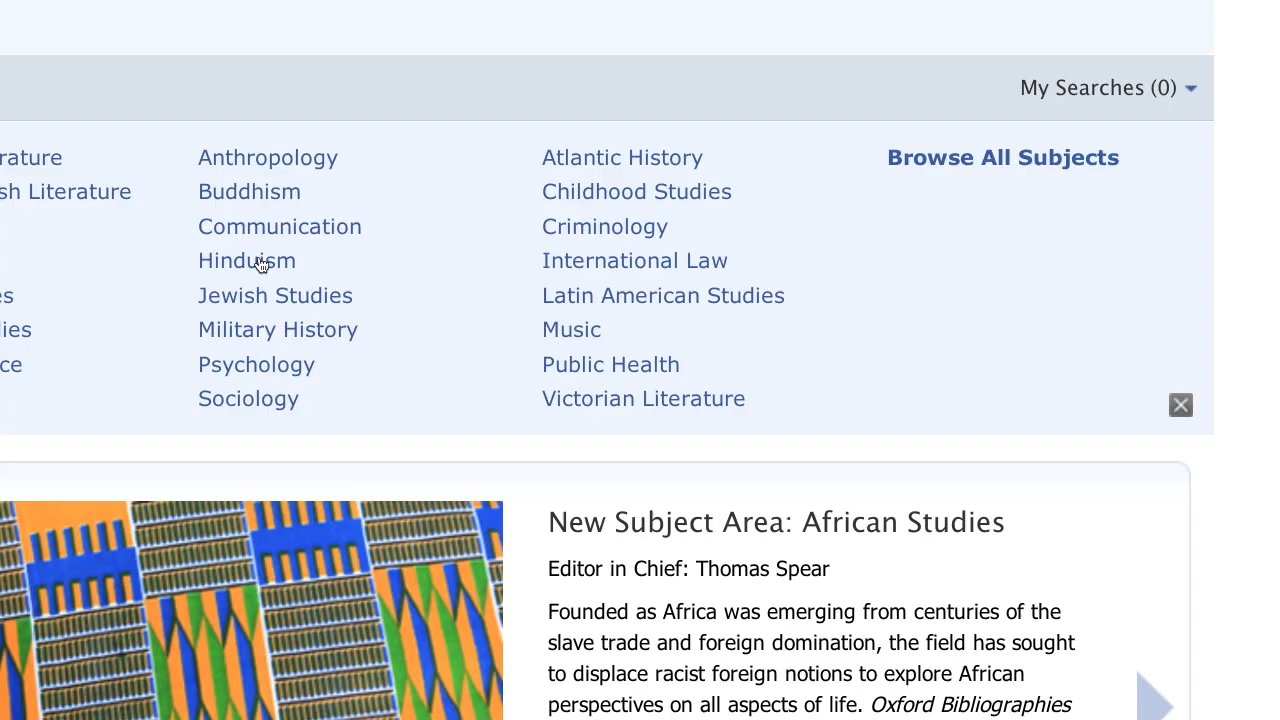 My Searches (0)
rature
sh Literature
es
ies
ce
Anthropology
Buddhism
Communication
Hinduism
Jewish Studies
Military History
Psychology
Sociology
Atlantic History
Childhood Studies
Criminology
International Law
Latin American Studies
Music
Public Health
Victorian Literature
Browse All Subjects
New Subject Area: African Studies
Editor in Chief: Thomas Spear
Founded as Africa was emerging from centuries of the
slave trade and foreign domination, the field has sought
to displace racist foreign notions to explore African
perspectives on all aspects of life. Oxford Bibliographies